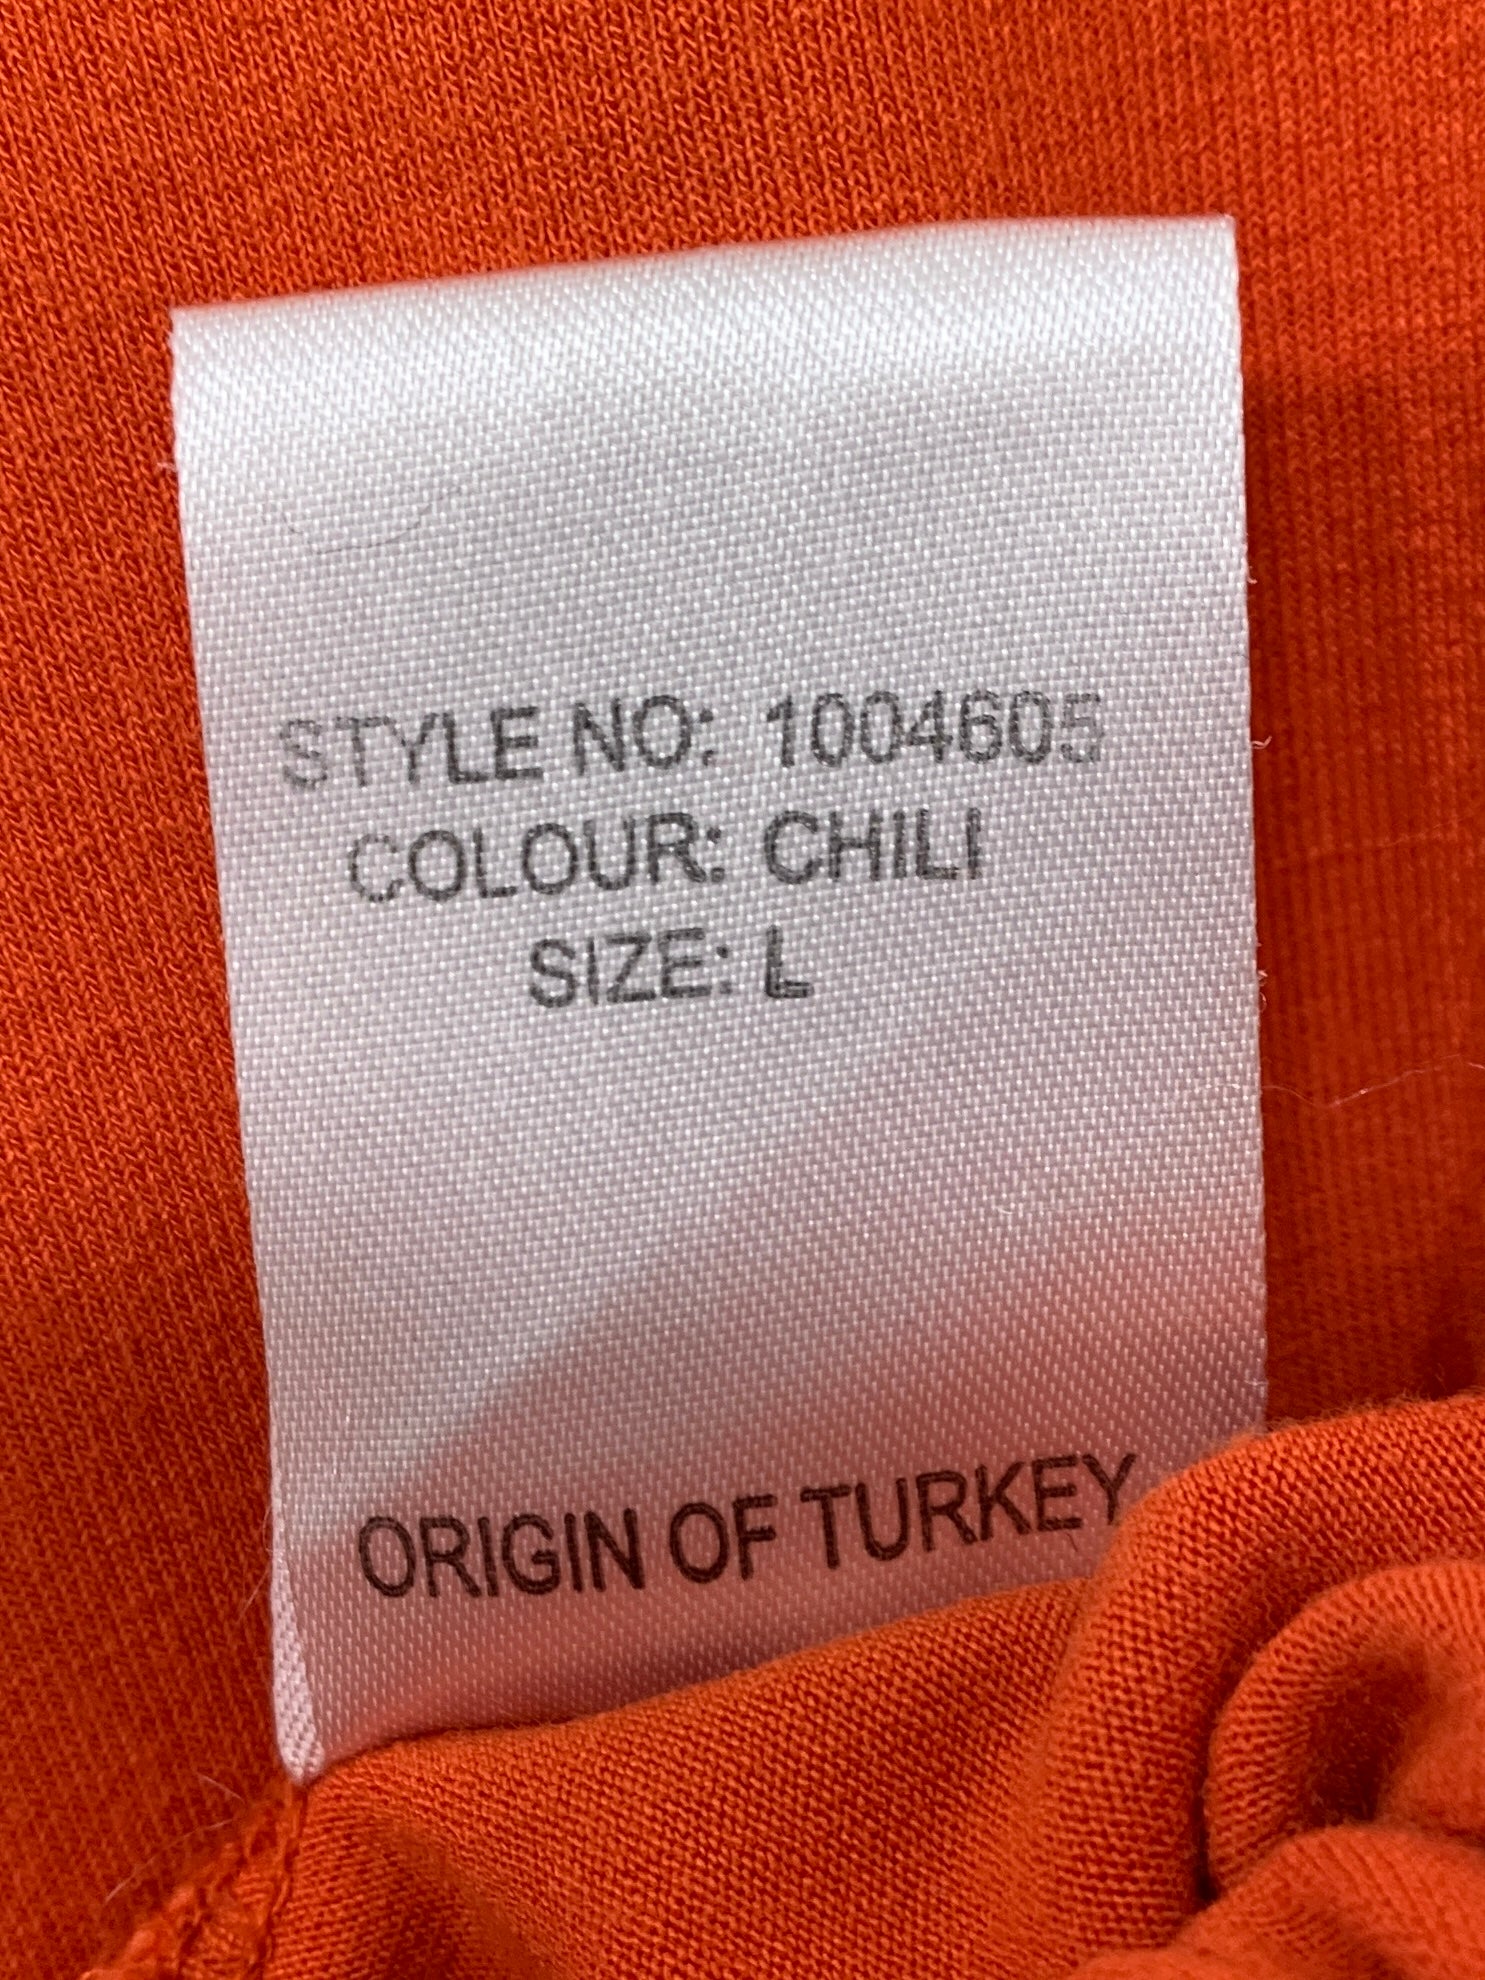 STYLE NO: 1004605
COLOUR: CHILI
SIZE: L
ORIGIN OF TURKEY